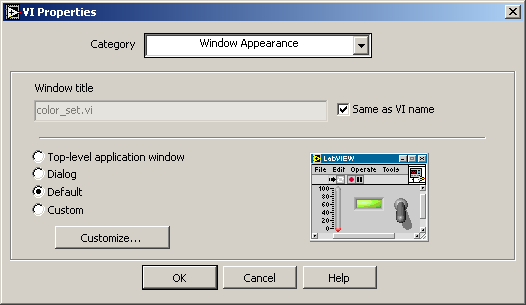 VI Properties
Category Window Appearance
Window title
color_set.vi Same as VI name
Top-level application window
Dialog
Default
Custom
Customize...
LabVIEW
File Edit Operate Tools
100
80
60
40
20
0
OK Cancel Help